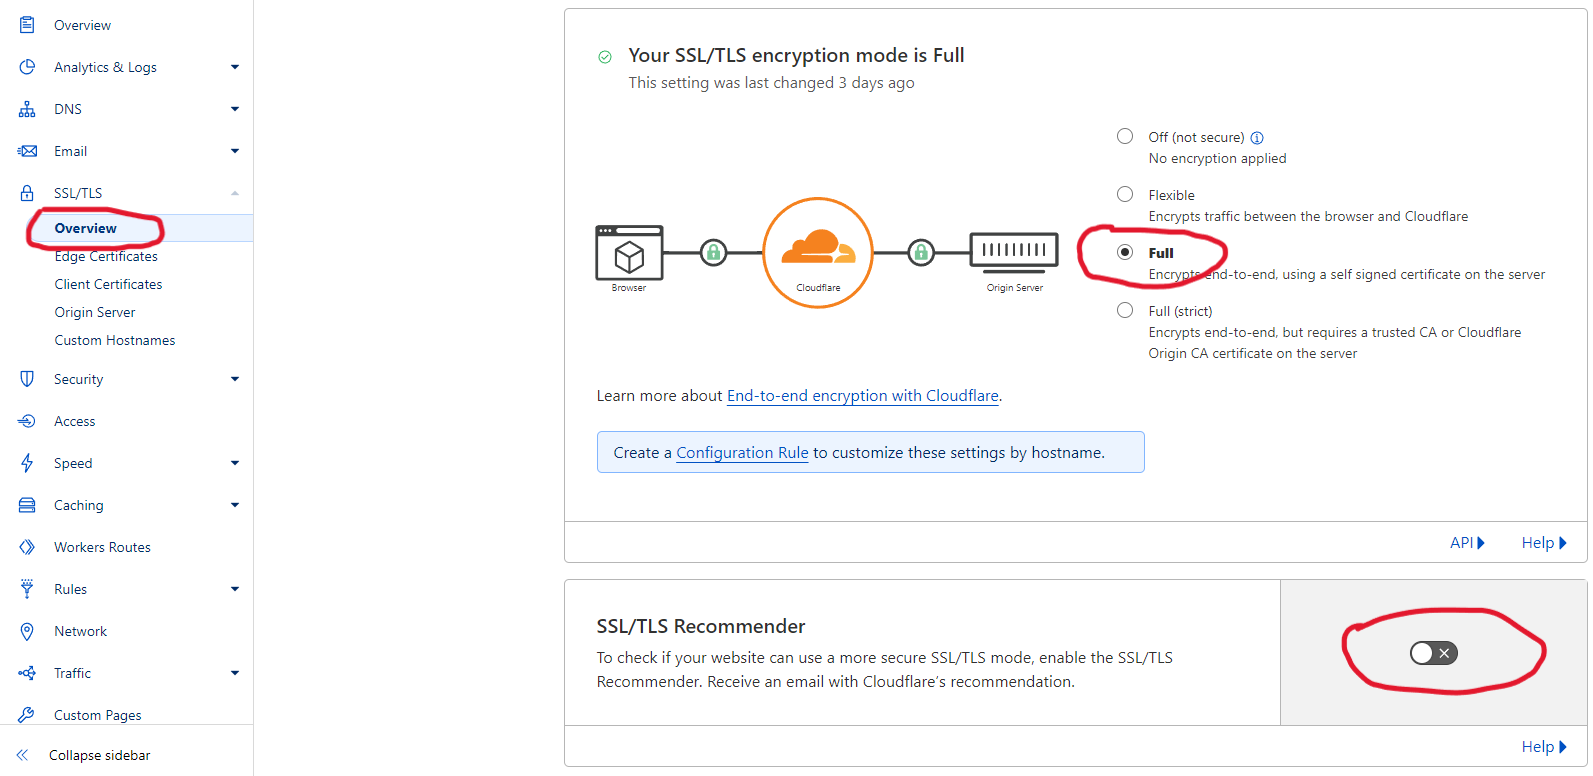 Overview
Analytics & Logs
DNS
Email
SSL/TLS
Overview
Edge Certificates
Client Certificates
Origin Server
Custom Hostnames
Security
Access
Speed
Caching
Workers Routes
Rules
Network
Traffic
Custom Pages
Collapse sidebar
Your SSL/TLS encryption mode is Full
This setting was last changed 3 days ago
Browser
Cloudflare
Origin Server
Off (not secure)
No encryption applied
Flexible
Encrypts traffic between the browser and Cloudflare
Full
Encrypts end-to-end, using a self signed certificate on the server
Full (strict)
Encrypts end-to-end, but requires a trusted CA or Cloudflare
Origin CA certificate on the server
Learn more about End-to-end encryption with Cloudflare.
Create a Configuration Rule to customize these settings by hostname.
API Help
SSL/TLS Recommender
To check if your website can use a more secure SSL/TLS mode, enable the SSL/TLS
Recommender. Receive an email with Cloudflare's recommendation.
Help